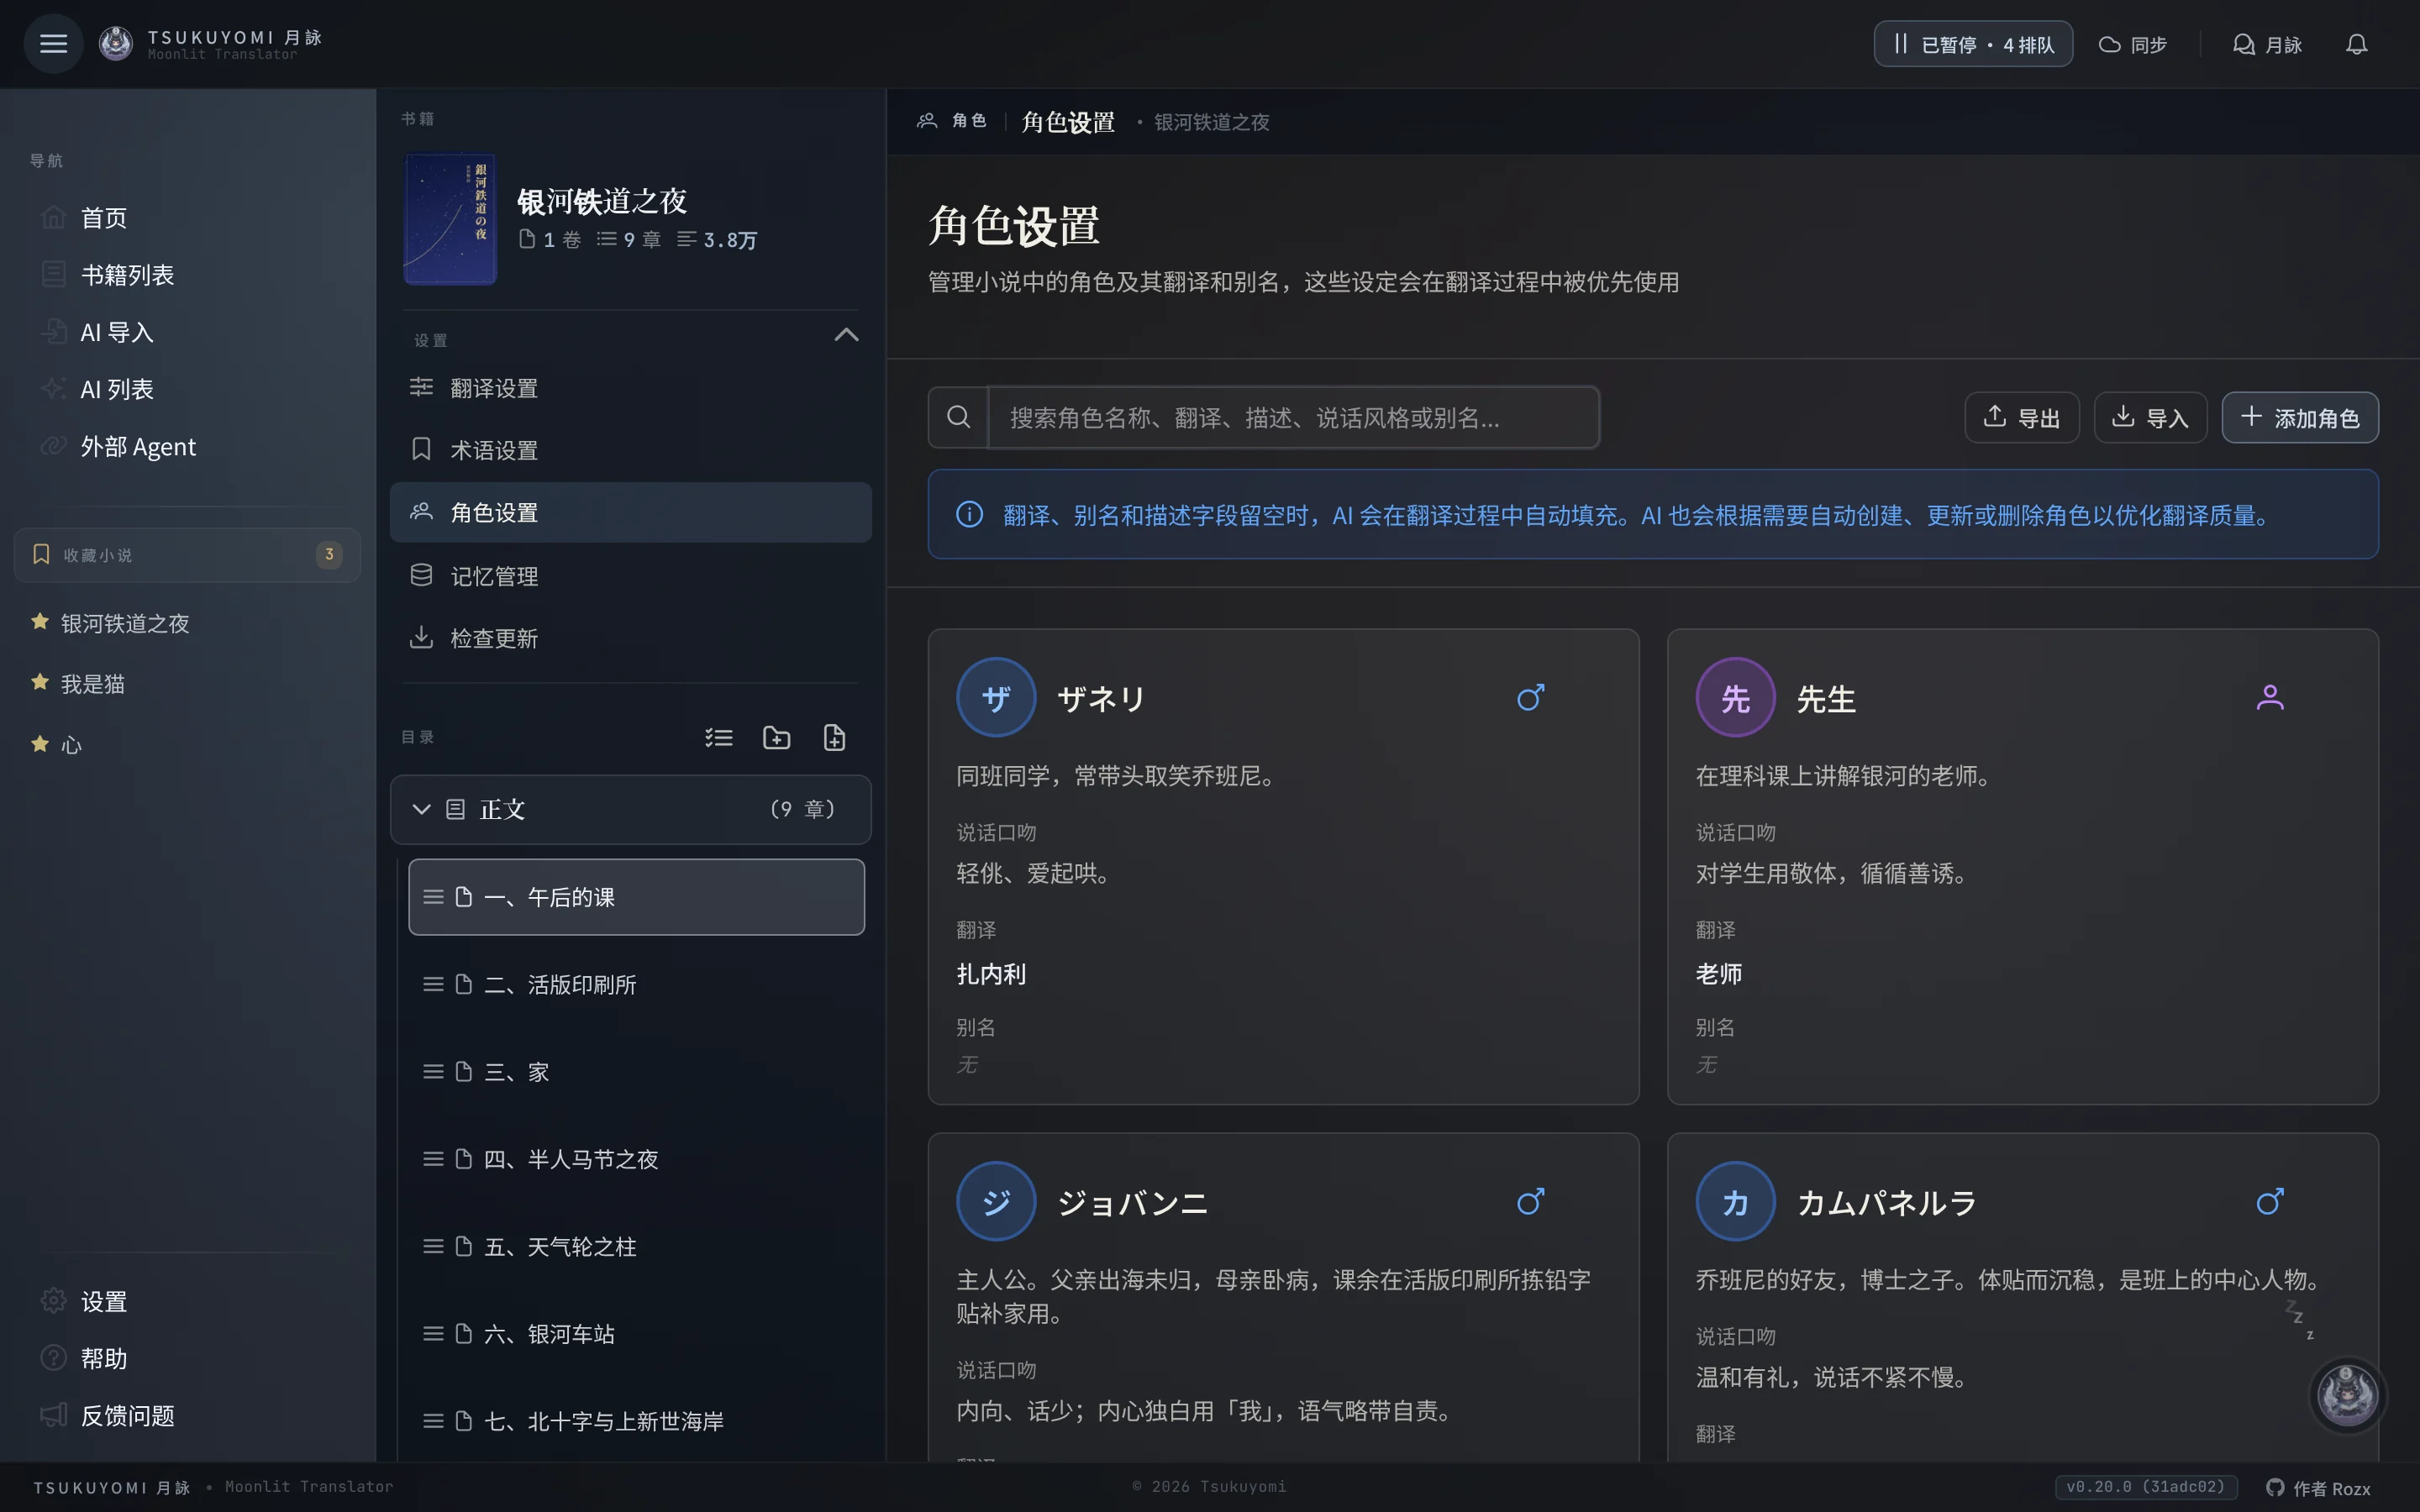 TSUKUYOMI 月詠
Moonlit Translator
已暂停 • 4 排队
同步
月詠
导航
首页
书籍列表
AI 导入
AI 列表
外部 Agent
收藏小说
3
银河铁道之夜
我是猫
心
设置
帮助
反馈问题
书籍
銀河鉄道の夜
银河铁道之夜
1 卷 9 章 3.8万
设置
翻译设置
术语设置
角色设置
记忆管理
检查更新
目录
正文 (9 章)
一、午后的课
二、活版印刷所
三、家
四、半人马节之夜
五、天气轮之柱
六、银河车站
七、北十字与上新世海岸
角色 角色设置 • 银河铁道之夜
角色设置
管理小说中的角色及其翻译和别名，这些设定会在翻译过程中被优先使用
搜索角色名称、翻译、描述、说话风格或别名...
导出
导入
添加角色
翻译、别名和描述字段留空时，AI 会在翻译过程中自动填充。AI 也会根据需要自动创建、更新或删除角色以优化翻译质量。
ザ
ザネリ
同班同学，常带头取笑乔班尼。
说话口吻
轻佻、爱起哄。
翻译
扎内利
别名
无
先
先生
在理科课上讲解银河的老师。
说话口吻
对学生用敬体，循循善诱。
翻译
老师
别名
无
ジ
ジョバンニ
主人公。父亲出海未归，母亲卧病，课余在活版印刷所拣铅字
贴补家用。
说话口吻
内向、话少；内心独白用「我」，语气略带自责。
カ
カムパネルラ
乔班尼的好友，博士之子。体贴而沉稳，是班上的中心人物。
说话口吻
温和有礼，说话不紧不慢。
翻译
z
z
z
TSUKUYOMI 月詠 • Moonlit Translator
© 2026 Tsukuyomi
v0.20.0 (31adc02)
作者 Rozx